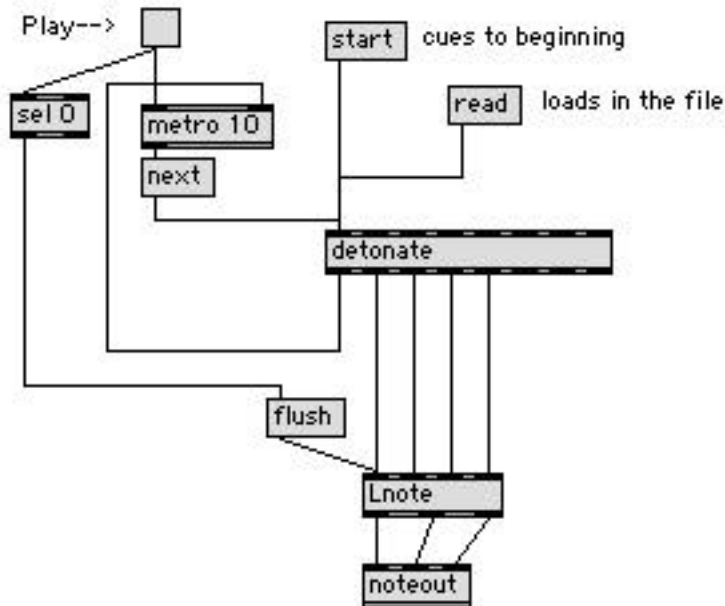 Play-->
start
cues to beginning
sel 0
metro 10
read
loads in the file
next
detonate
flush
Lnote
noteout